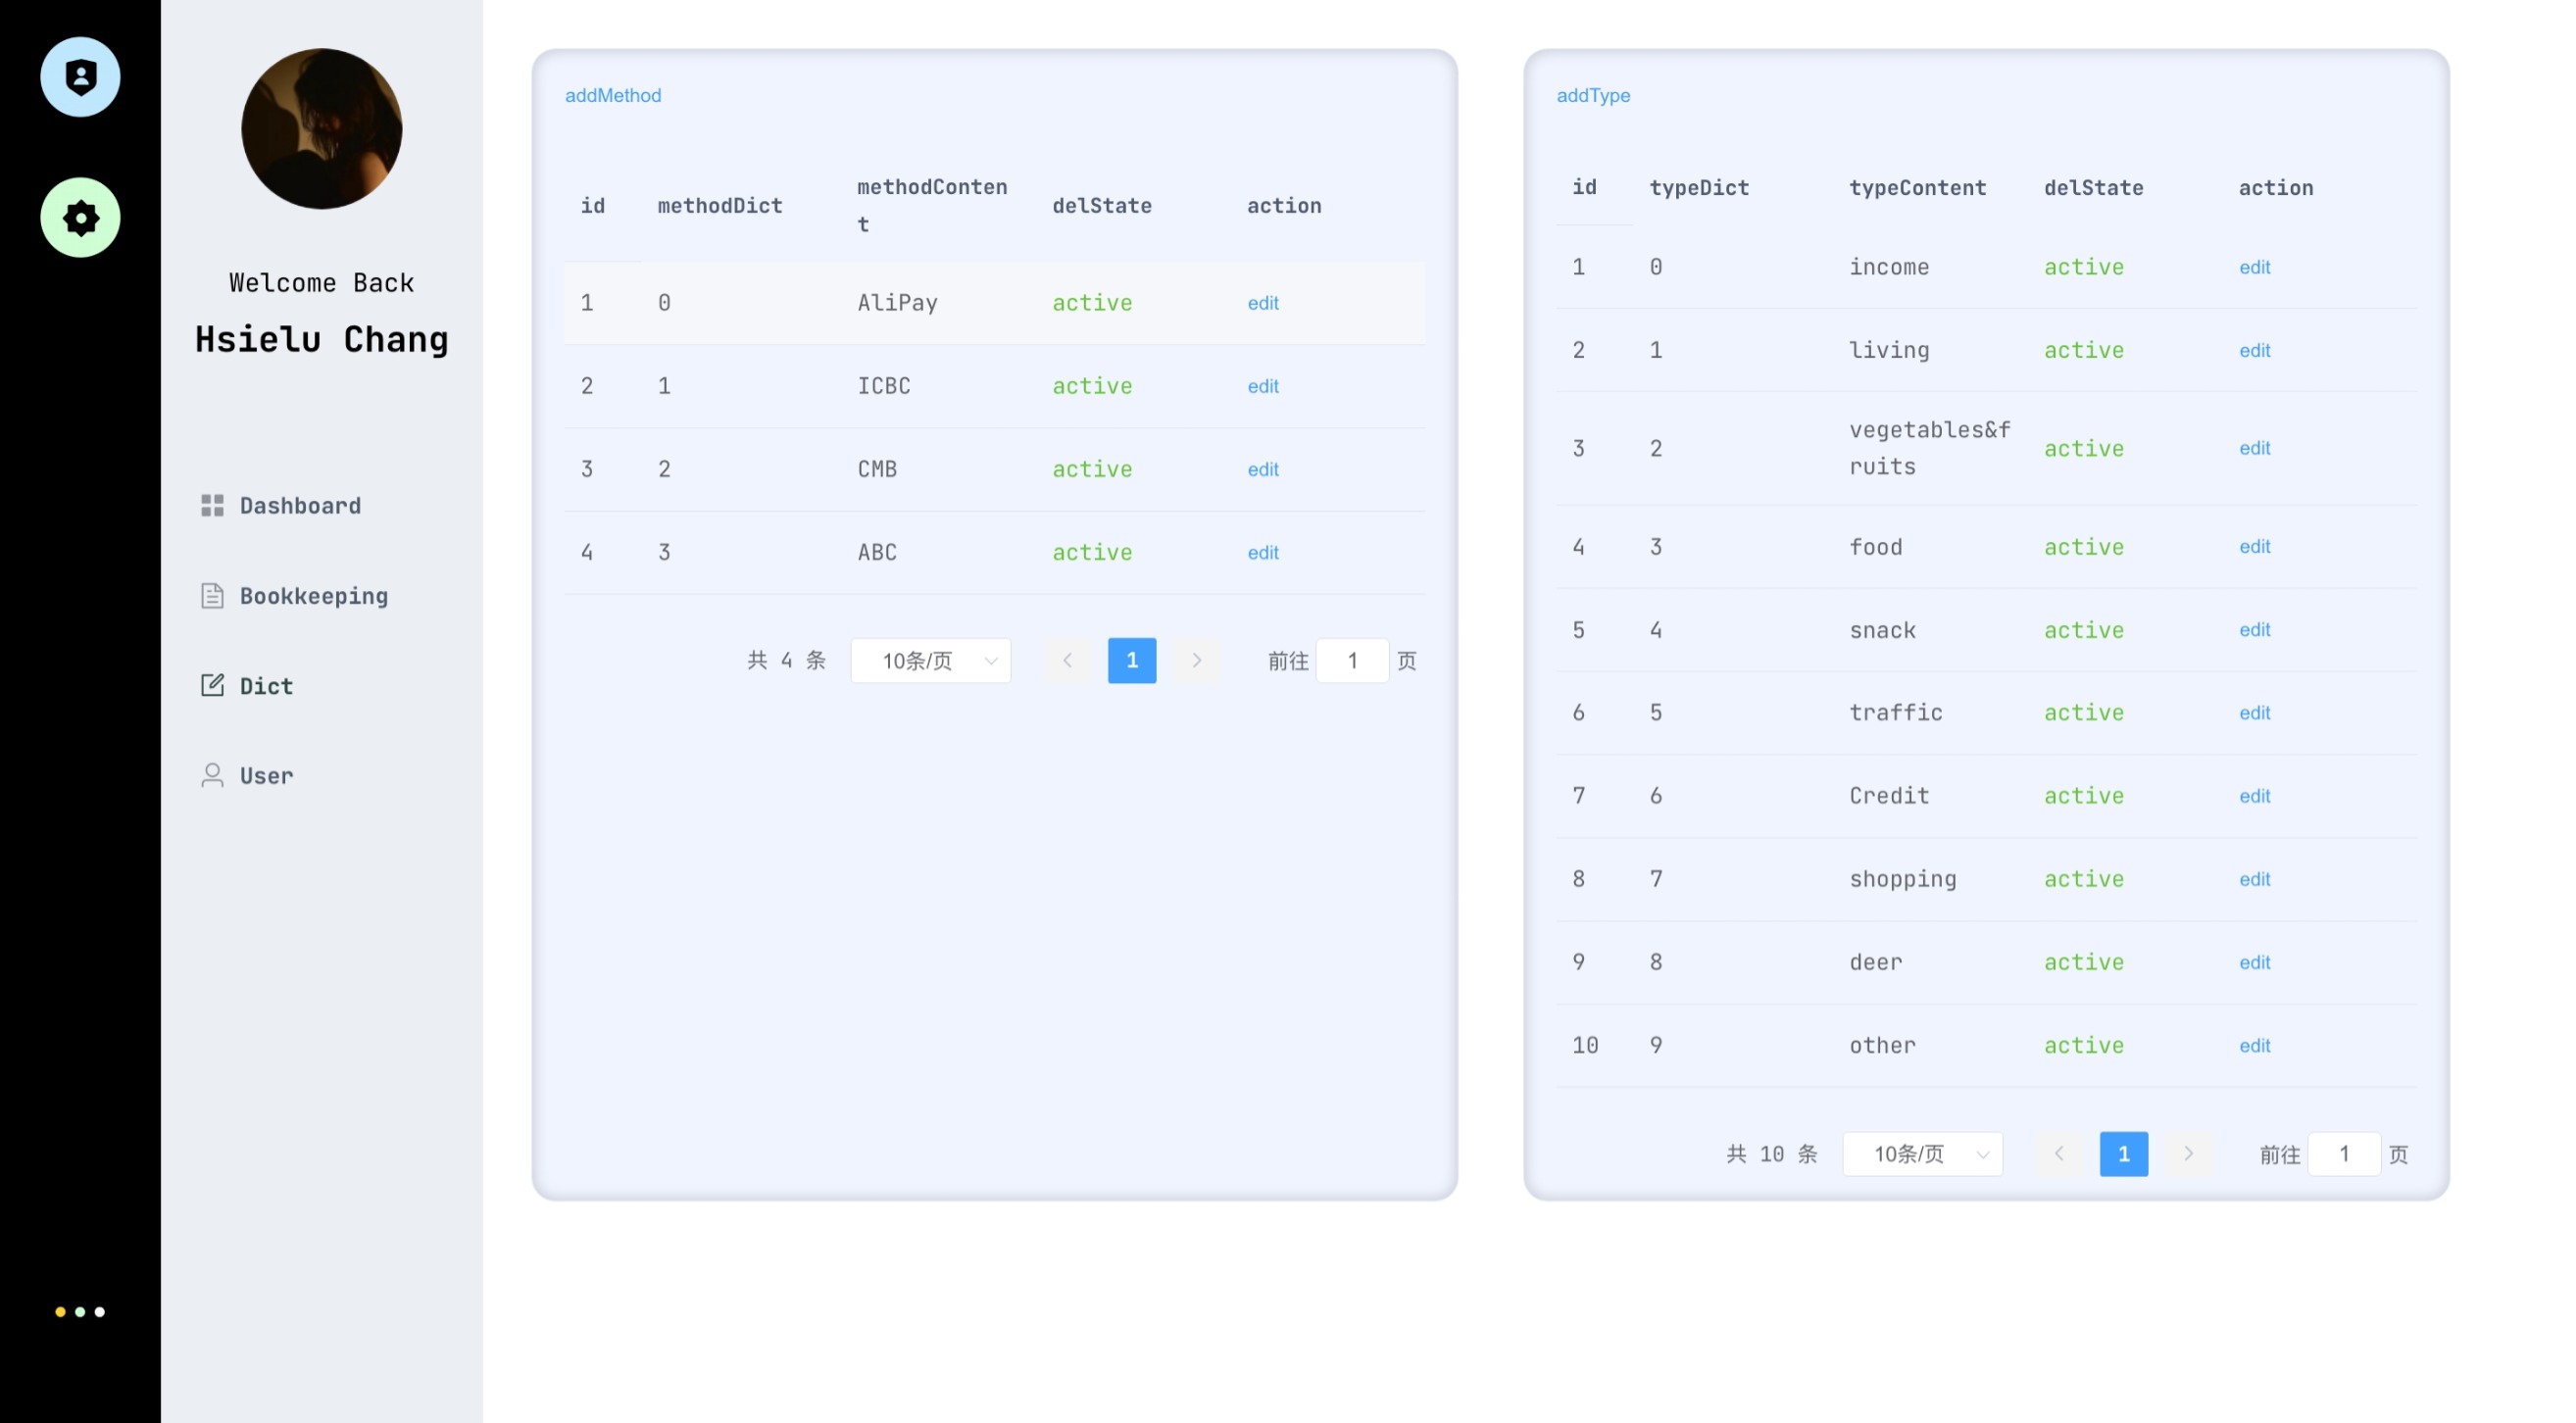 Welcome Back
Hsielu Chang
Dashboard
Bookkeeping
Dict
User
addMethod
id methodDict methodConten
t delState action
1 0 AliPay active edit
2 1 ICBC active edit
3 2 CMB active edit
4 3 ABC active edit
共 4 条 10条/页 1 前往 1 页
addType
id typeDict typeContent delState action
1 0 income active edit
2 1 living active edit
3 2 vegetables&f
ruits active edit
4 3 food active edit
5 4 snack active edit
6 5 traffic active edit
7 6 Credit active edit
8 7 shopping active edit
9 8 deer active edit
10 9 other active edit
共 10 条 10条/页 1 前往 1 页